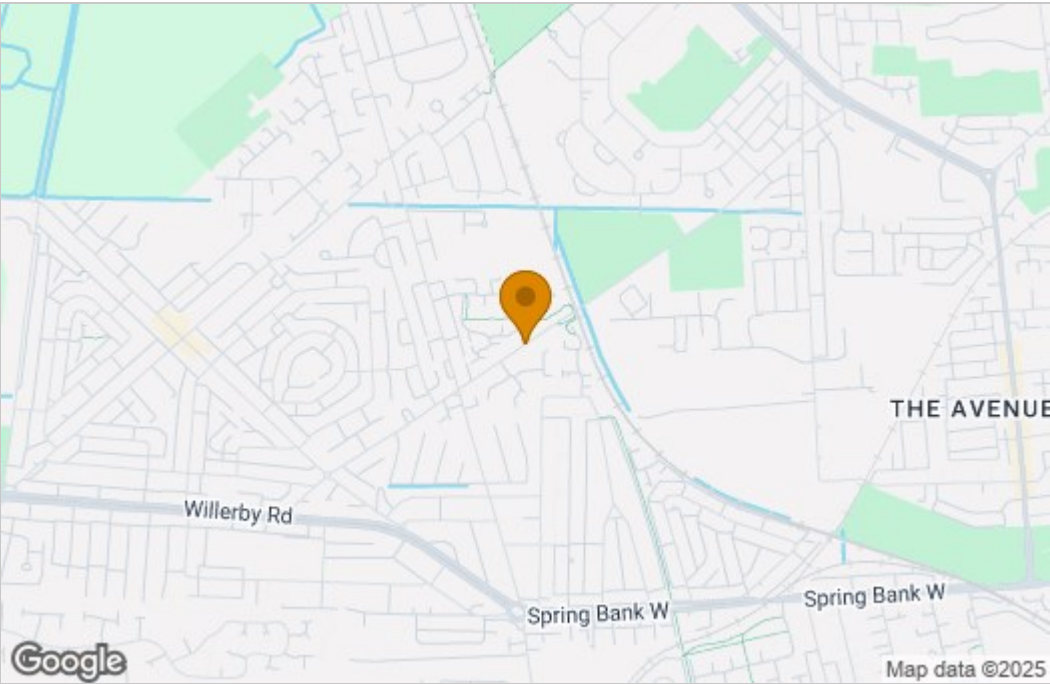 THE AVENUE
Willerby Rd
Spring Bank W
Spring Bank W
Google
Map data ©2025